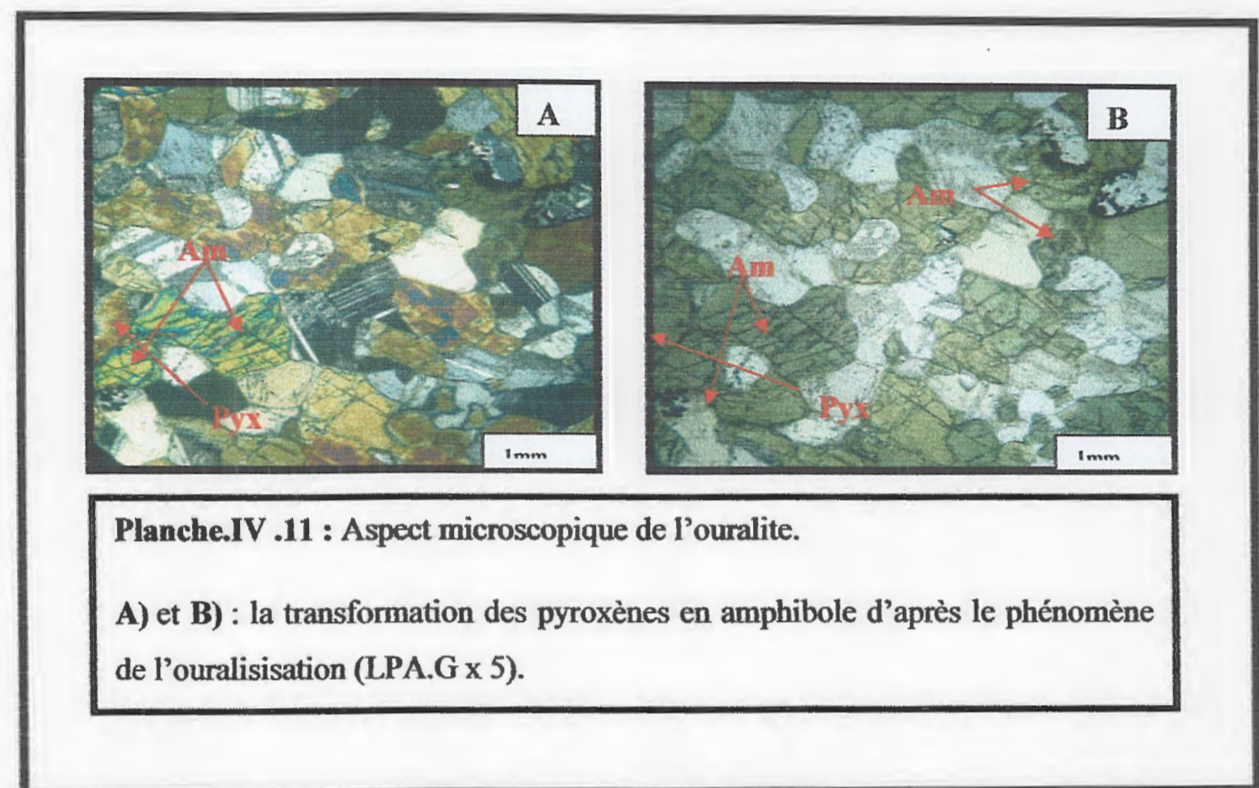 A
Am
Pyx
1mm
B
Am
Am
Pyx
1mm
Planche.IV .11 : Aspect microscopique de l'ouralite.
A) et B) : la transformation des pyroxènes en amphibole d'après le phénomène
de l'ouralisisation (LPA.G x 5).